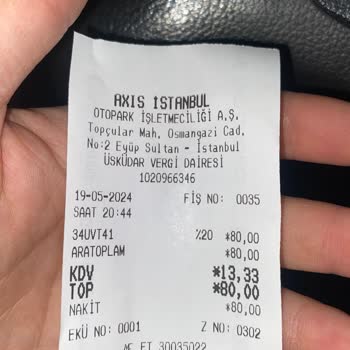 AXIS İSTANBUL
OTOPARK İŞLETMECİLİĞİ A.Ş.
Topçular Mah. Osmangazi Cad.
No:2 Eyüp Sultan - İstanbul
ÜSKÜDAR VERGİ DAİRESİ
1020966346
19-05-2024 FİŞ NO: 0035
SAAT 20:44
34UVT41 %20 *80,00
ARATOPLAM *80,00
KDV *13,33
TOP *80,00
NAKİT *80,00
EKÜ NO: 0001 Z NO: 0302
30035022